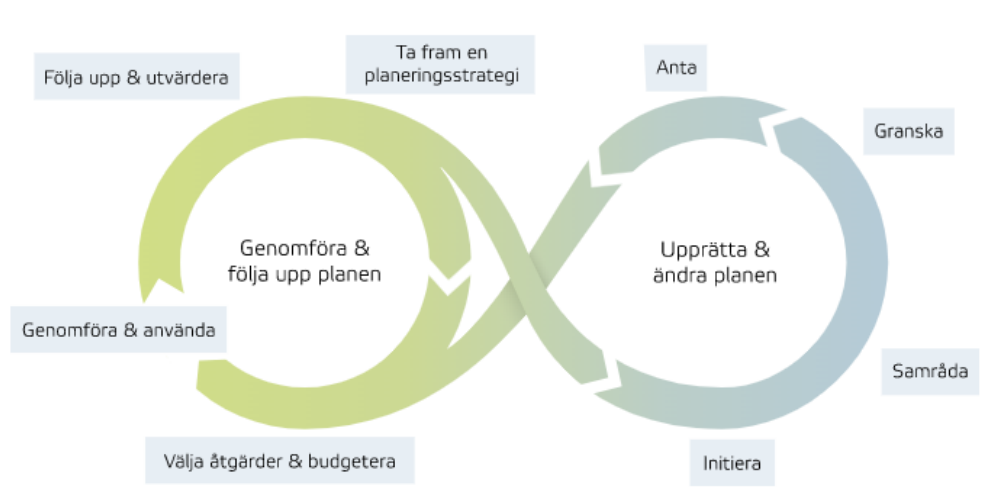 Ta fram en
planeringsstrategi
Följa upp & utvärdera
Anta
Granska
Genomföra &
följa upp planen
Upprätta &
ändra planen
Genomföra & använda
Samråda
Välja åtgärder & budgetera
Initiera